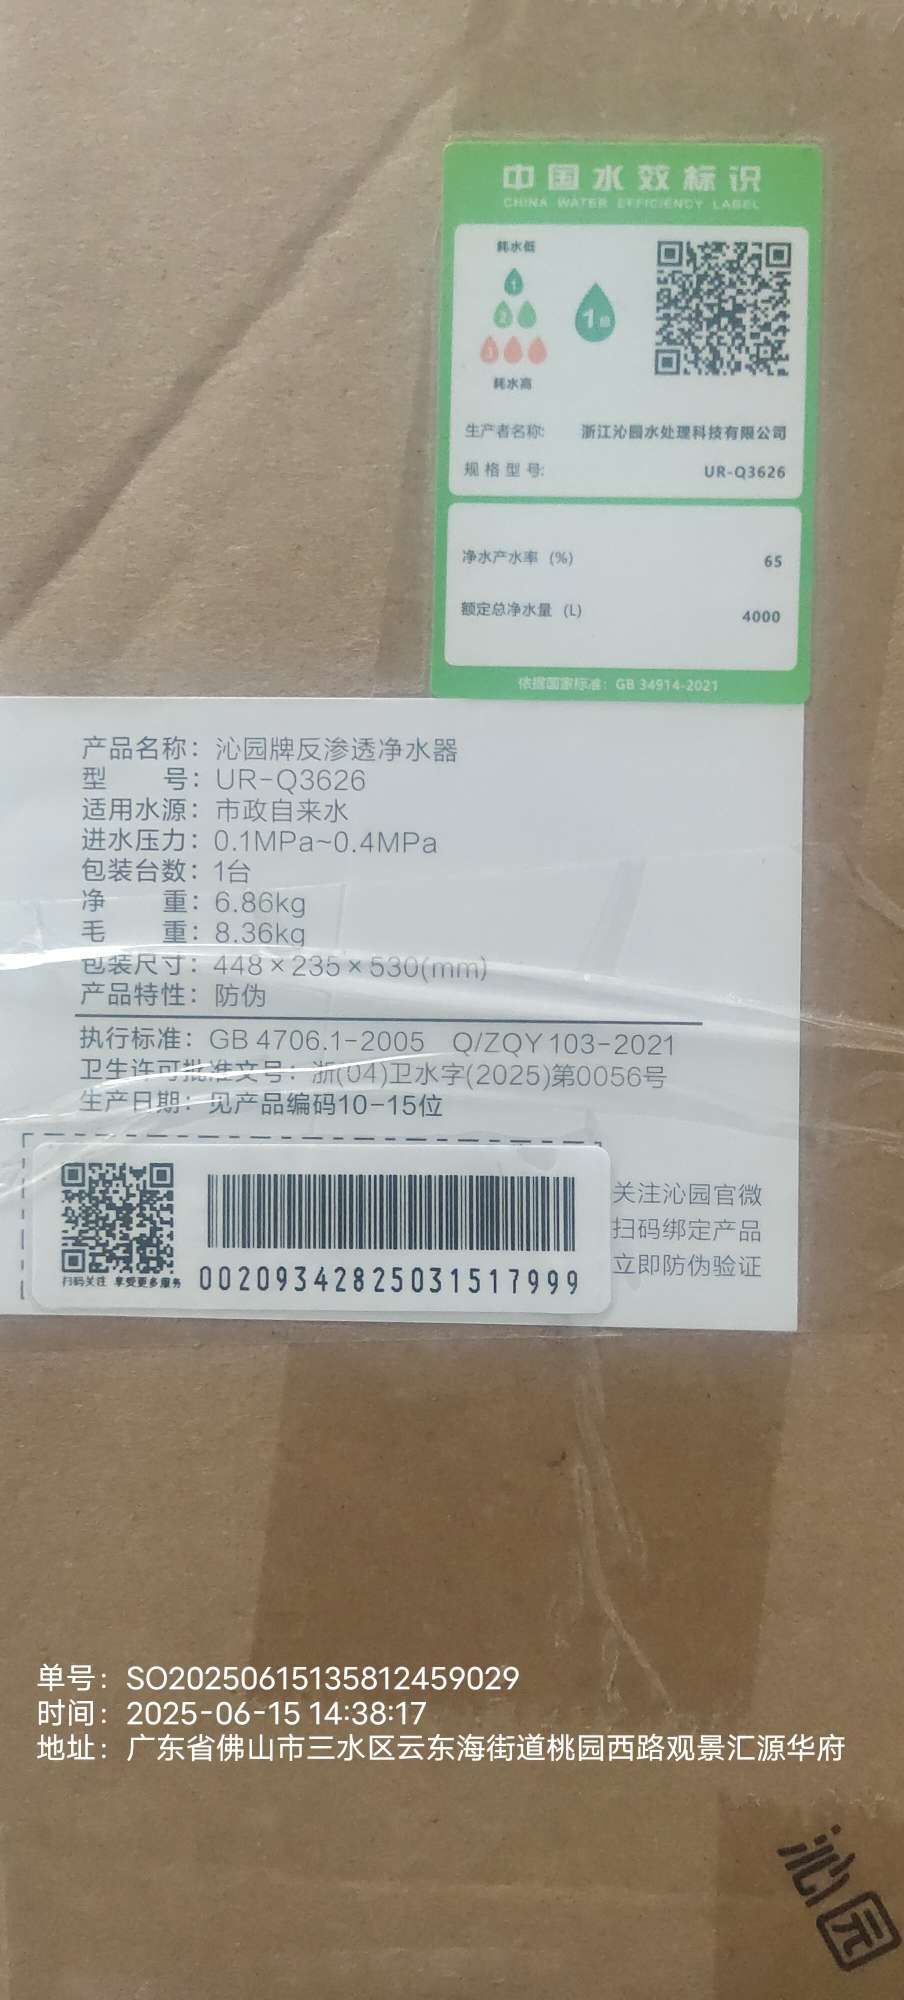 中国水效标识
CHINA WATER EFFICIENCY LABEL
耗水低
1
2
3
耗水高
1级
生产者名称: 浙江沁园水处理科技有限公司
规格型号: UR-Q3626
净水产水率 (%) 65
额定总净水量 (L) 4000
依据国家标准: GB 34914-2021
产品名称: 沁园牌反渗透净水器
型 号: UR-Q3626
适用水源: 市政自来水
进水压力: 0.1MPa~0.4MPa
包装台数: 1台
净 重: 6.86kg
毛 重: 8.36kg
包装尺寸: 448×235×530(mm)
产品特性: 防伪
执行标准: GB 4706.1-2005 Q/ZQY 103-2021
卫生许可批准文号: 浙(04)卫水字(2025)第0056号
生产日期: 见产品编码10-15位
关注沁园官微
扫码绑定产品
立即防伪验证
扫码关注 享受更多服务
00209342825031517999
单号: SO20250615135812459029
时间: 2025-06-15 14:38:17
地址: 广东省佛山市三水区云东海街道桃园西路观景汇源华府
沁园